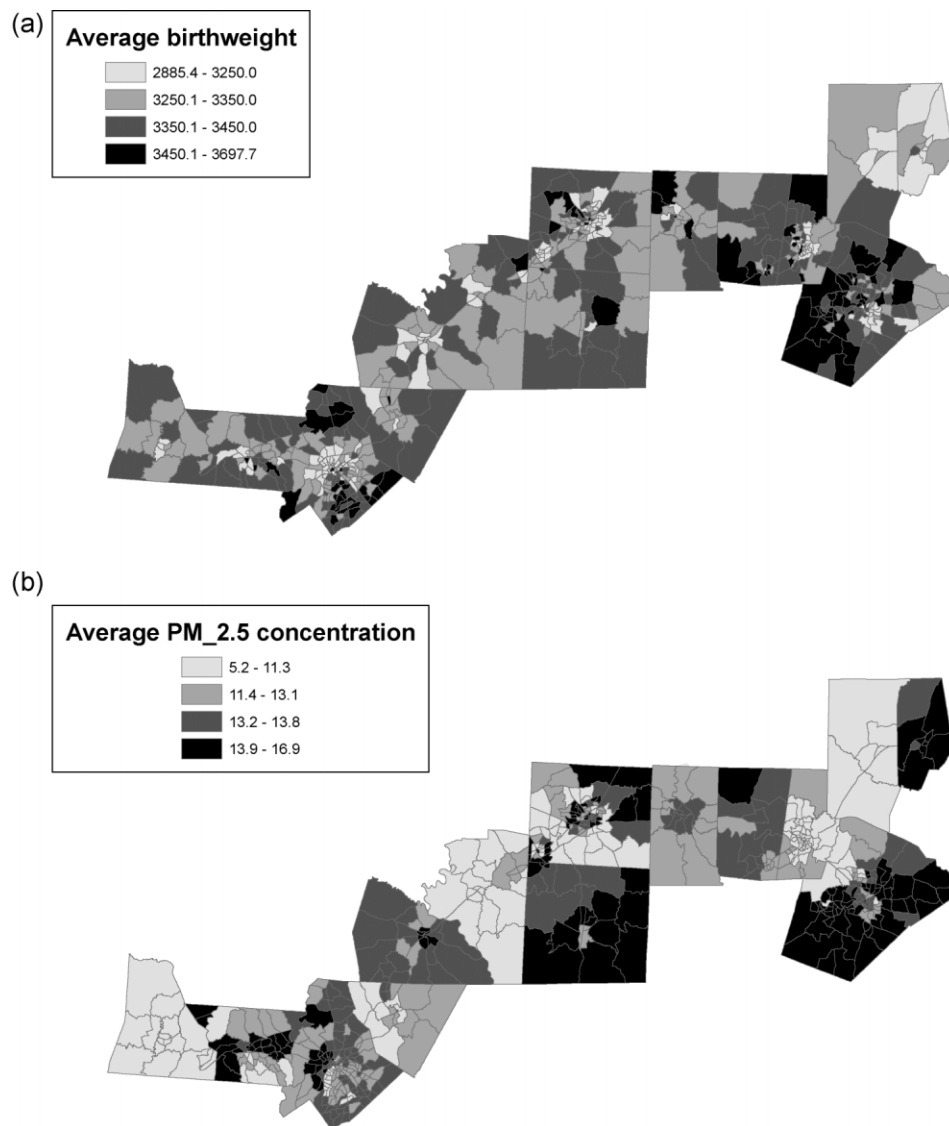 (a)
Average birthweight
2885.4 - 3250.0
3250.1 - 3350.0
3350.1 - 3450.0
3450.1 - 3697.7
(b)
Average PM_2.5 concentration
5.2 - 11.3
11.4 - 13.1
13.2 - 13.8
13.9 - 16.9